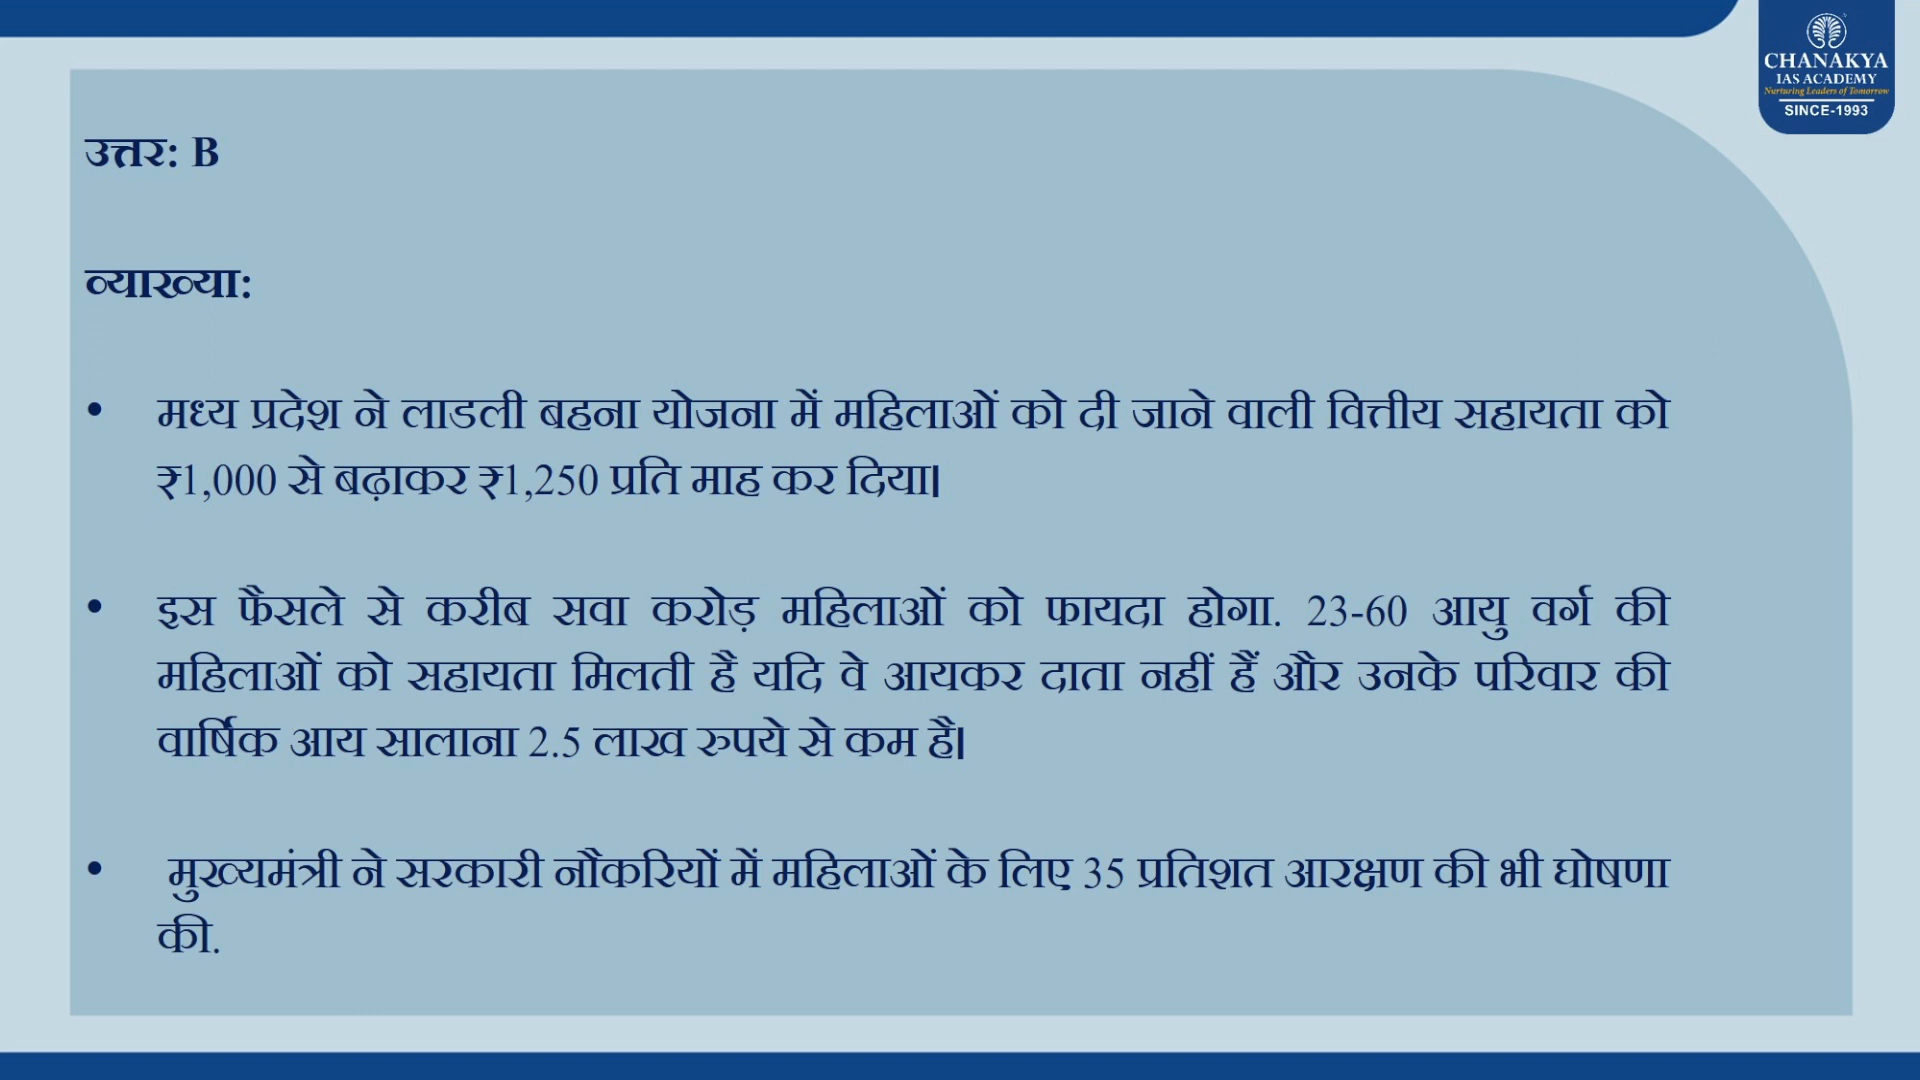 CHANAKYA
IAS ACADEMY
Nurturing Leaders of Tomorrow
SINCE-1993
उत्तर: B
व्याख्या:
• मध्य प्रदेश ने लाडली बहना योजना में महिलाओं को दी जाने वाली वित्तीय सहायता को
₹1,000 से बढ़ाकर ₹1,250 प्रति माह कर दिया।
• इस फैसले से करीब सवा करोड़ महिलाओं को फायदा होगा. 23-60 आयु वर्ग की
महिलाओं को सहायता मिलती है यदि वे आयकर दाता नहीं हैं और उनके परिवार की
वार्षिक आय सालाना 2.5 लाख रुपये से कम है।
• मुख्यमंत्री ने सरकारी नौकरियों में महिलाओं के लिए 35 प्रतिशत आरक्षण की भी घोषणा
की.